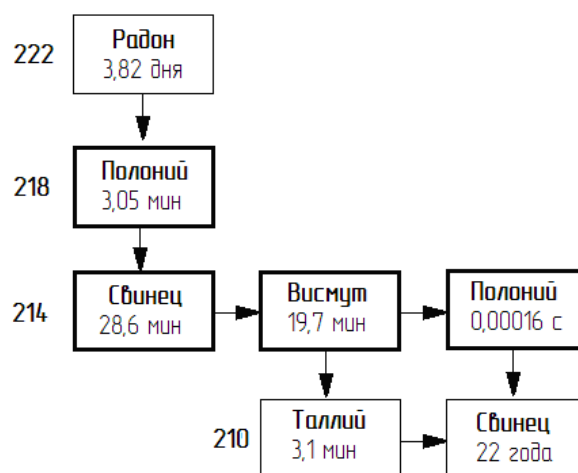 222
Радон
3,82 дня
218
Полоний
3,05 мин
214
Свинец
28,6 мин
Висмут
19,7 мин
Полоний
0,00016 с
210
Таллий
3,1 мин
Свинец
22 года